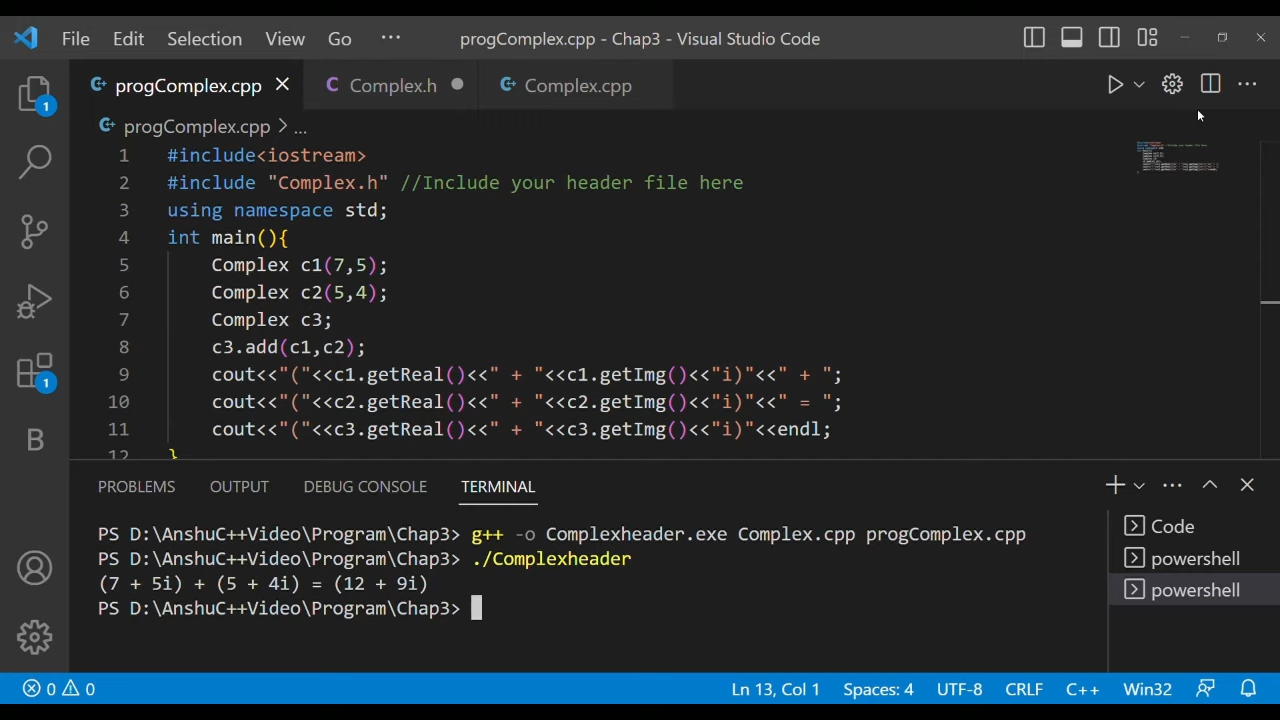 File Edit Selection View Go ··· progComplex.cpp - Chap3 - Visual Studio Code
progComplex.cpp Complex.h Complex.cpp
progComplex.cpp > ...
1 #include<iostream>
2 #include "Complex.h" //Include your header file here
3 using namespace std;
4 int main(){
5 Complex c1(7,5);
6 Complex c2(5,4);
7 Complex c3;
8 c3.add(c1,c2);
9 cout<<"("<<c1.getReal()<<" + "<<c1.getImg()<<"i)"<<" + ";
10 cout<<"("<<c2.getReal()<<" + "<<c2.getImg()<<"i)"<<" = ";
11 cout<<"("<<c3.getReal()<<" + "<<c3.getImg()<<"i)"<<endl;
12 }
1
1
B
PROBLEMS OUTPUT DEBUG CONSOLE TERMINAL
PS D:\AnshuC++Video\Program\Chap3> g++ -o Complexheader.exe Complex.cpp progComplex.cpp
PS D:\AnshuC++Video\Program\Chap3> ./Complexheader
(7 + 5i) + (5 + 4i) = (12 + 9i)
PS D:\AnshuC++Video\Program\Chap3>
Code
powershell
powershell
0 0 Ln 13, Col 1 Spaces: 4 UTF-8 CRLF C++ Win32